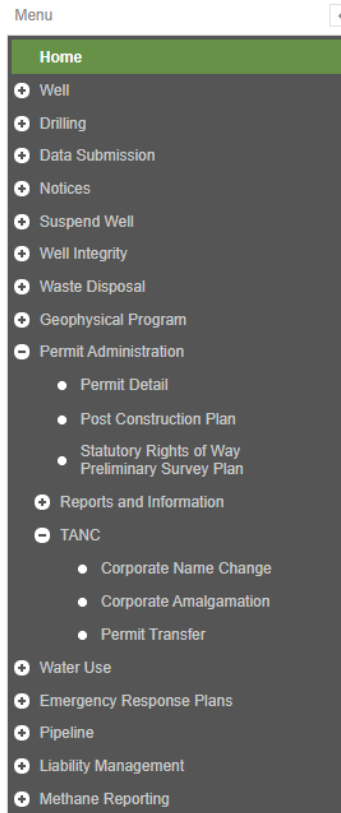 Menu
Home
Well
Drilling
Data Submission
Notices
Suspend Well
Well Integrity
Waste Disposal
Geophysical Program
Permit Administration
Permit Detail
Post Construction Plan
Statutory Rights of Way
Preliminary Survey Plan
Reports and Information
TANC
Corporate Name Change
Corporate Amalgamation
Permit Transfer
Water Use
Emergency Response Plans
Pipeline
Liability Management
Methane Reporting